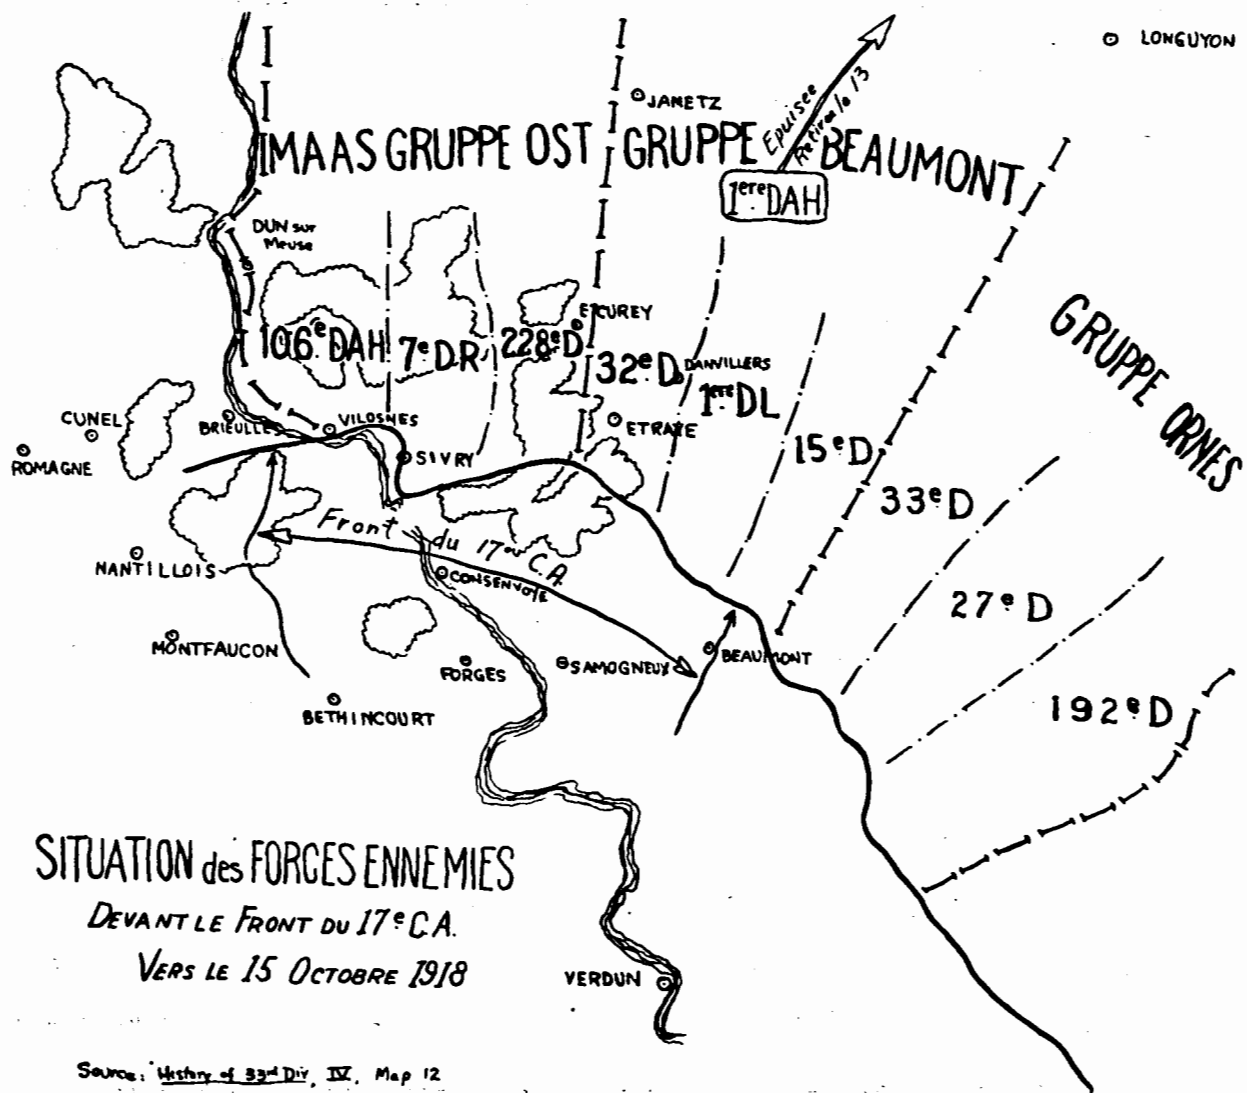 LONGUYON
JAMETZ
Epuisee
Retiree le 13
MAAS GRUPPE OST
GRUPPE BEAUMONT
1ere DAH
DUN sur
Meuse
GRUPPE ORNES
ECUREY
106e DAH
7e D.R
228e D
32e D
DANVILLERS
1ere DL
CUNEL
BRIEULLES
VILOSNES
ETRAYE
15e D
ROMAGNE
SIVRY
33e D
Front du 17e C.A.
NANTILLOIS
CONSENVOYE
27e D
MONTFAUCON
FORGES
SAMOGNEUX
BEAUMONT
BETHINCOURT
192e D
SITUATION des FORCES ENNEMIES
DEVANT LE FRONT DU 17e C.A.
VERS LE 15 OCTOBRE 1918
VERDUN
Source: History of 33rd Div, IV, Map 12